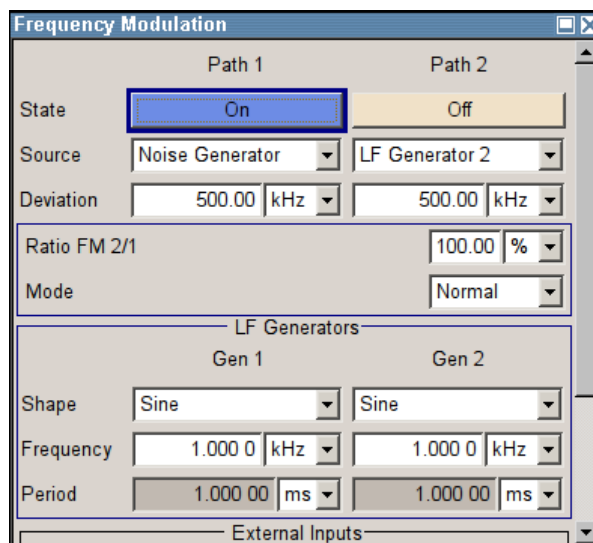 Frequency Modulation
Path 1 Path 2
State On Off
Source Noise Generator LF Generator 2
Deviation 500.00 kHz 500.00 kHz
Ratio FM 2/1 100.00 %
Mode Normal
LF Generators
Gen 1 Gen 2
Shape Sine Sine
Frequency 1.000 0 kHz 1.000 0 kHz
Period 1.000 00 ms 1.000 00 ms
External Inputs